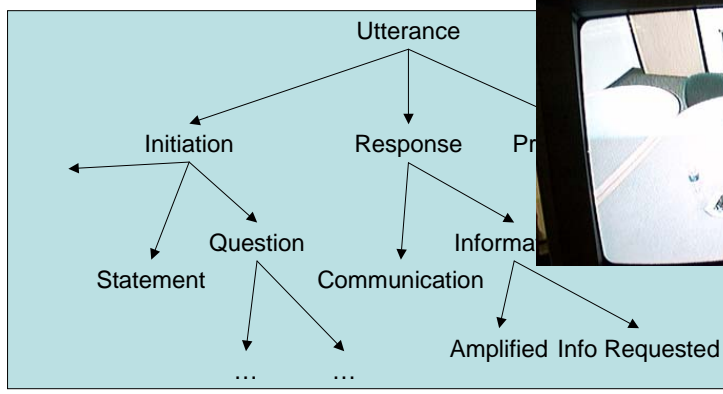 Utterance
Initiation Response
Question
Statement Communication
Amplified Info Requested
… …